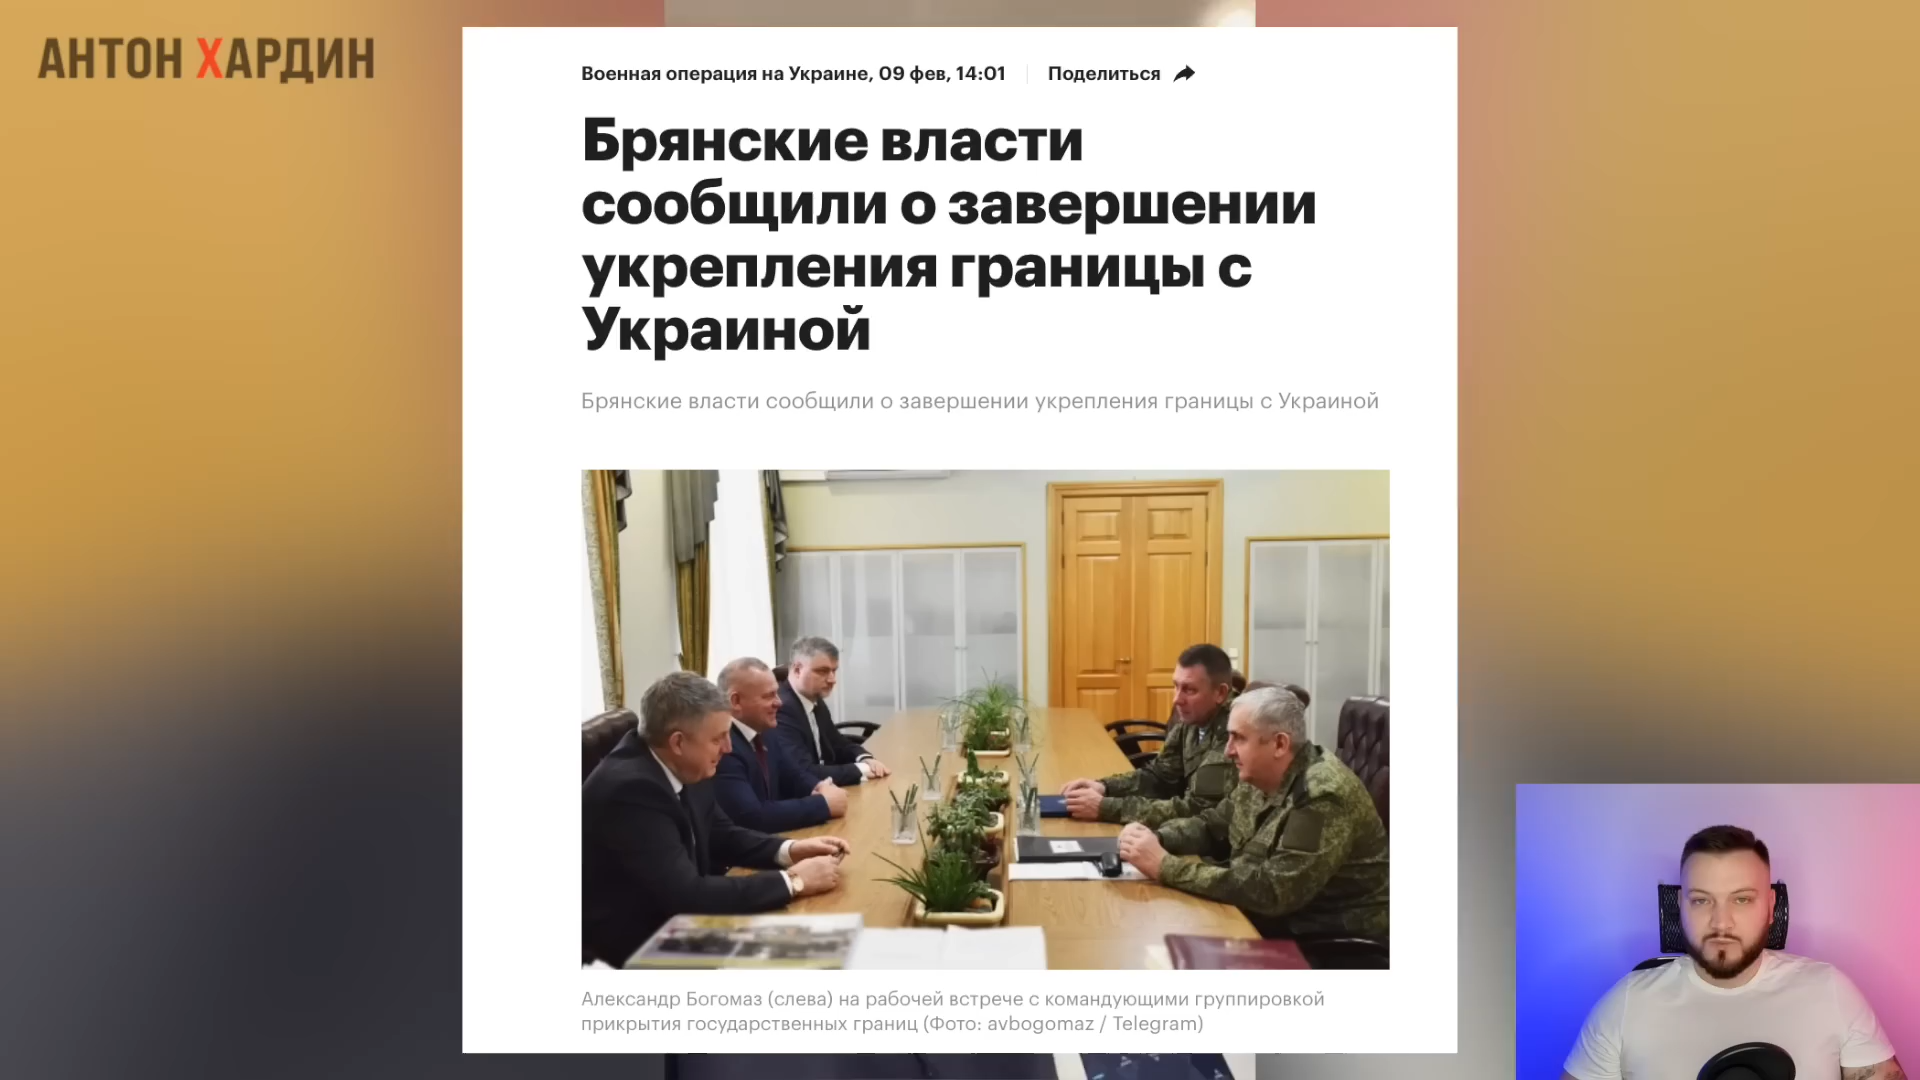 АНТОН ХАРДИН
Военная операция на Украине, 09 фев, 14:01 Поделиться
Брянские власти
сообщили о завершении
укрепления границы с
Украиной
Брянские власти сообщили о завершении укрепления границы с Украиной
Александр Богомаз (слева) на рабочей встрече с командующими группировкой
прикрытия государственных границ (Фото: avbogomaz / Telegram)